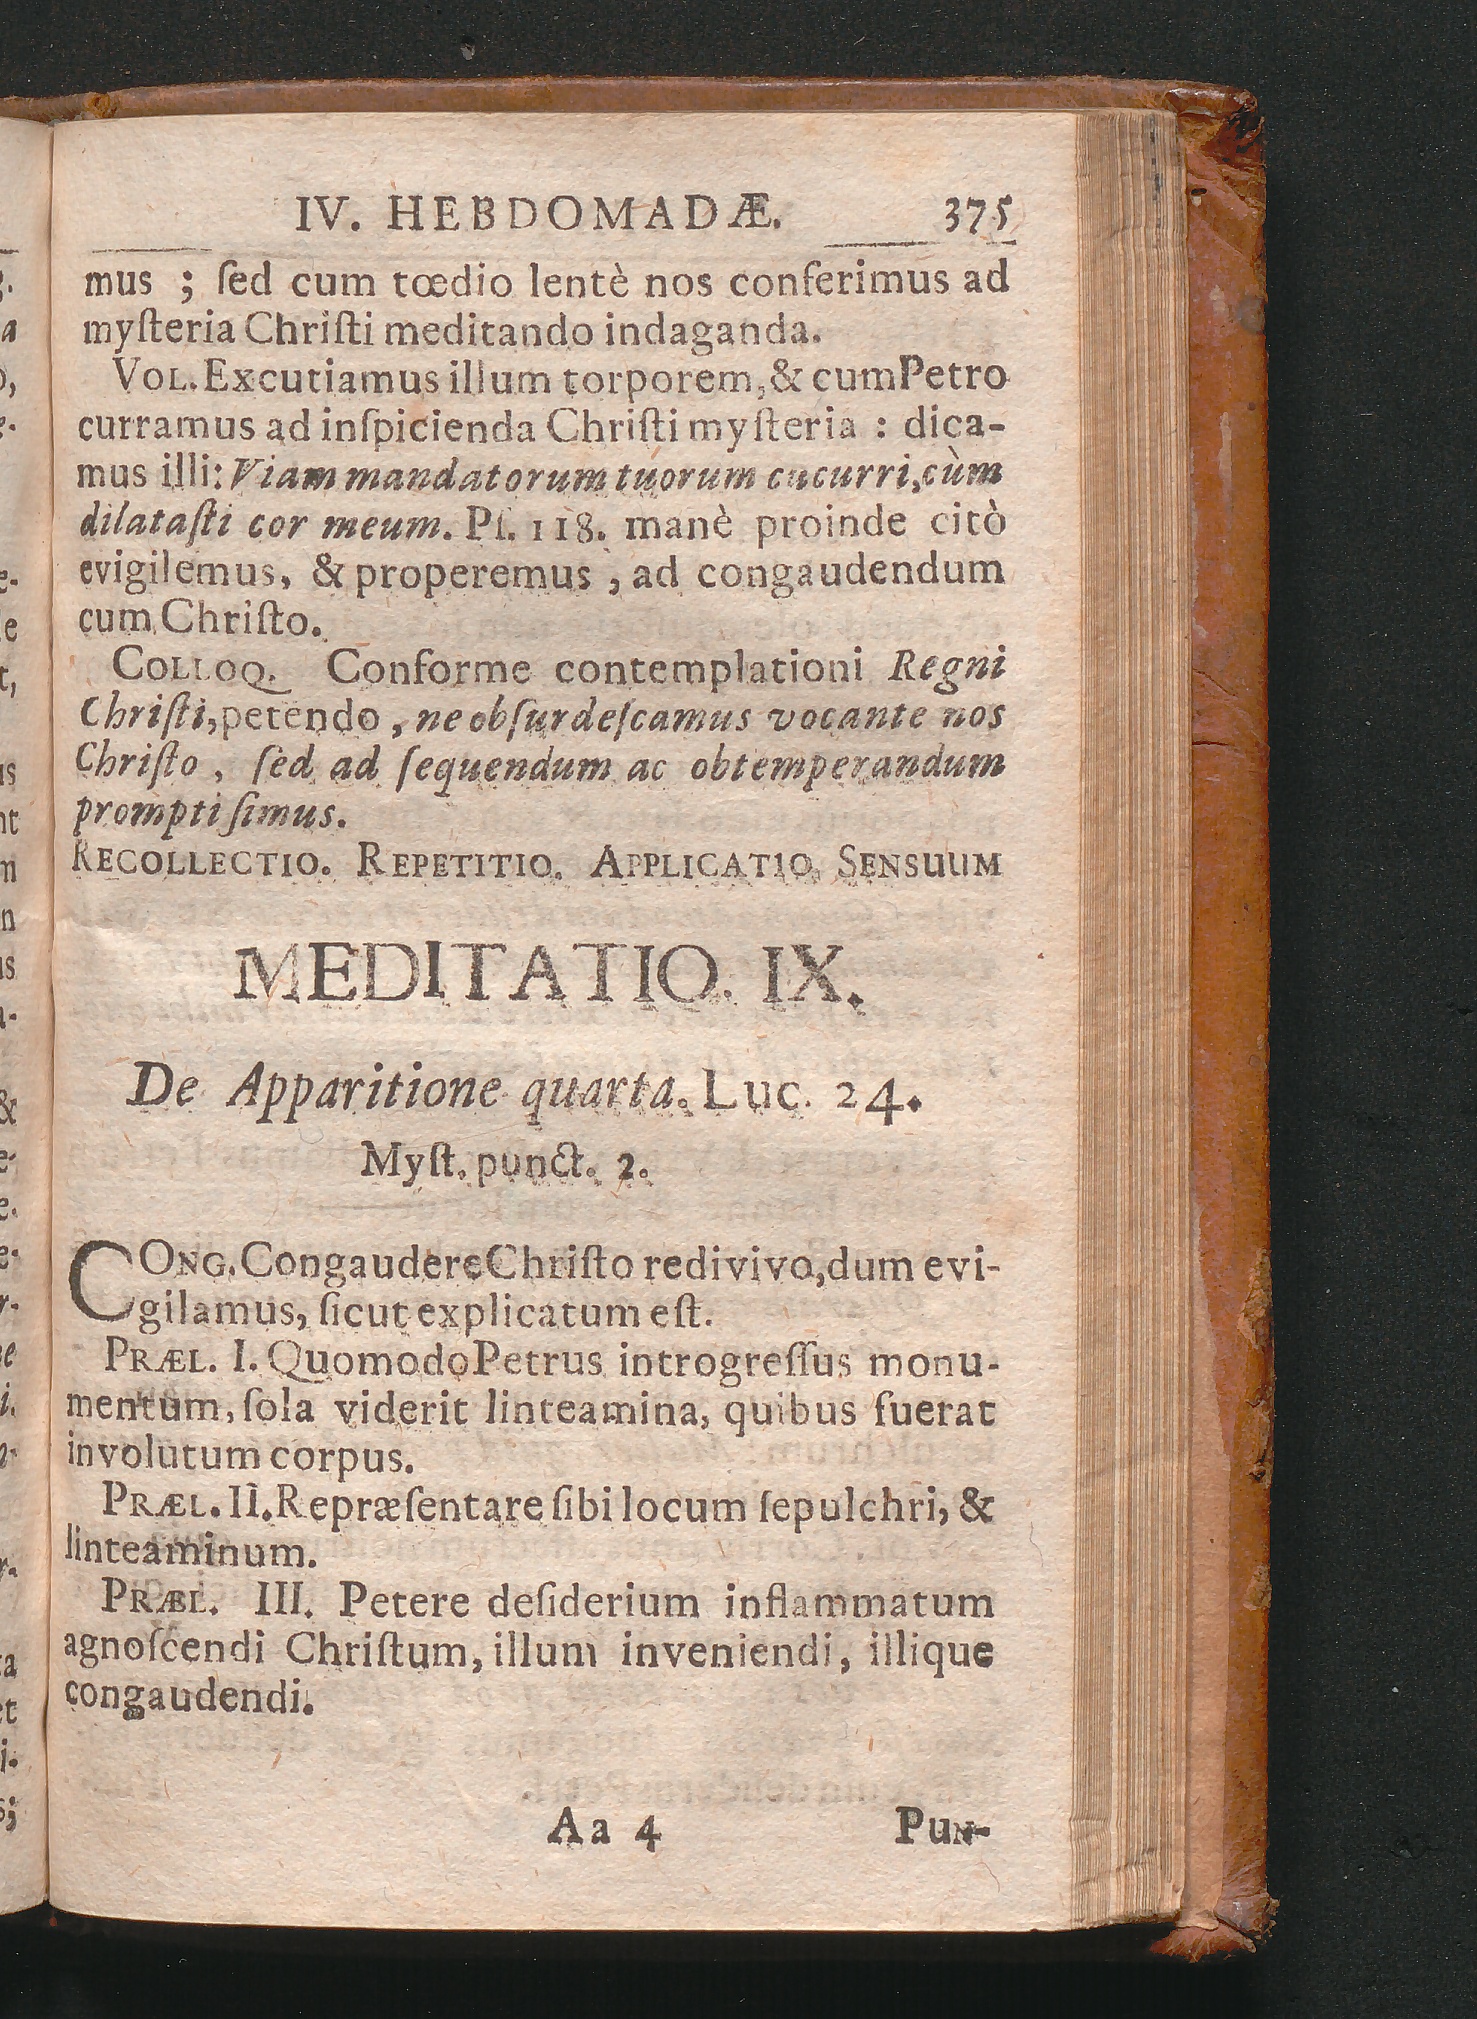 IV. HEBDOMADÆ. 375
mus ; ſed cum tœdio lentè nos conferimus ad
myſteria Chriſti meditando indaganda.
VOL. Excutiamus illum torporem, & cum Petro
curramus ad inſpicienda Chriſti myſteria : dica-
mus illi: Viam mandatorum tuorum cucurri, cùm
dilataſti cor meum. Pſ. 118. manè proinde citò
evigilemus, & properemus , ad congaudendum
cum Chriſto.
COLLOQ. Conforme contemplationi Regni
Chriſti, petendo , ne obſurdeſcamus vocante nos
Chriſto , ſed ad ſequendum ac obtemperandum
promptiſimus.
RECOLLECTIO. REPETITIO. APPLICATIO SENSUUM
MEDITATIO. IX.
De Apparitione quarta. Luc. 24.
Myſt. punct. 2.
CONG. Congaudere Chriſto redivivo, dum evi-
gilamus, ſicut explicatum eſt.
PRÆL. I. Quomodo Petrus introgreſſus monu-
mentum, ſola viderit linteamina, quibus fuerat
involutum corpus.
PRÆL. II. Repræſentare ſibi locum ſepulchri, &
linteaminum.
PRÆL. III. Petere deſiderium inflammatum
agnoſcendi Chriſtum, illum inveniendi, illique
congaudendi.
Aa 4 PUN-